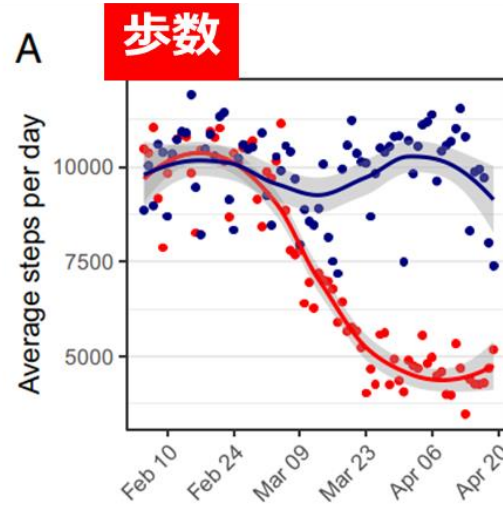 A
歩数
Average steps per day
10000
7500
5000
Feb 10
Feb 24
Mar 09
Mar 23
Apr 06
Apr 20